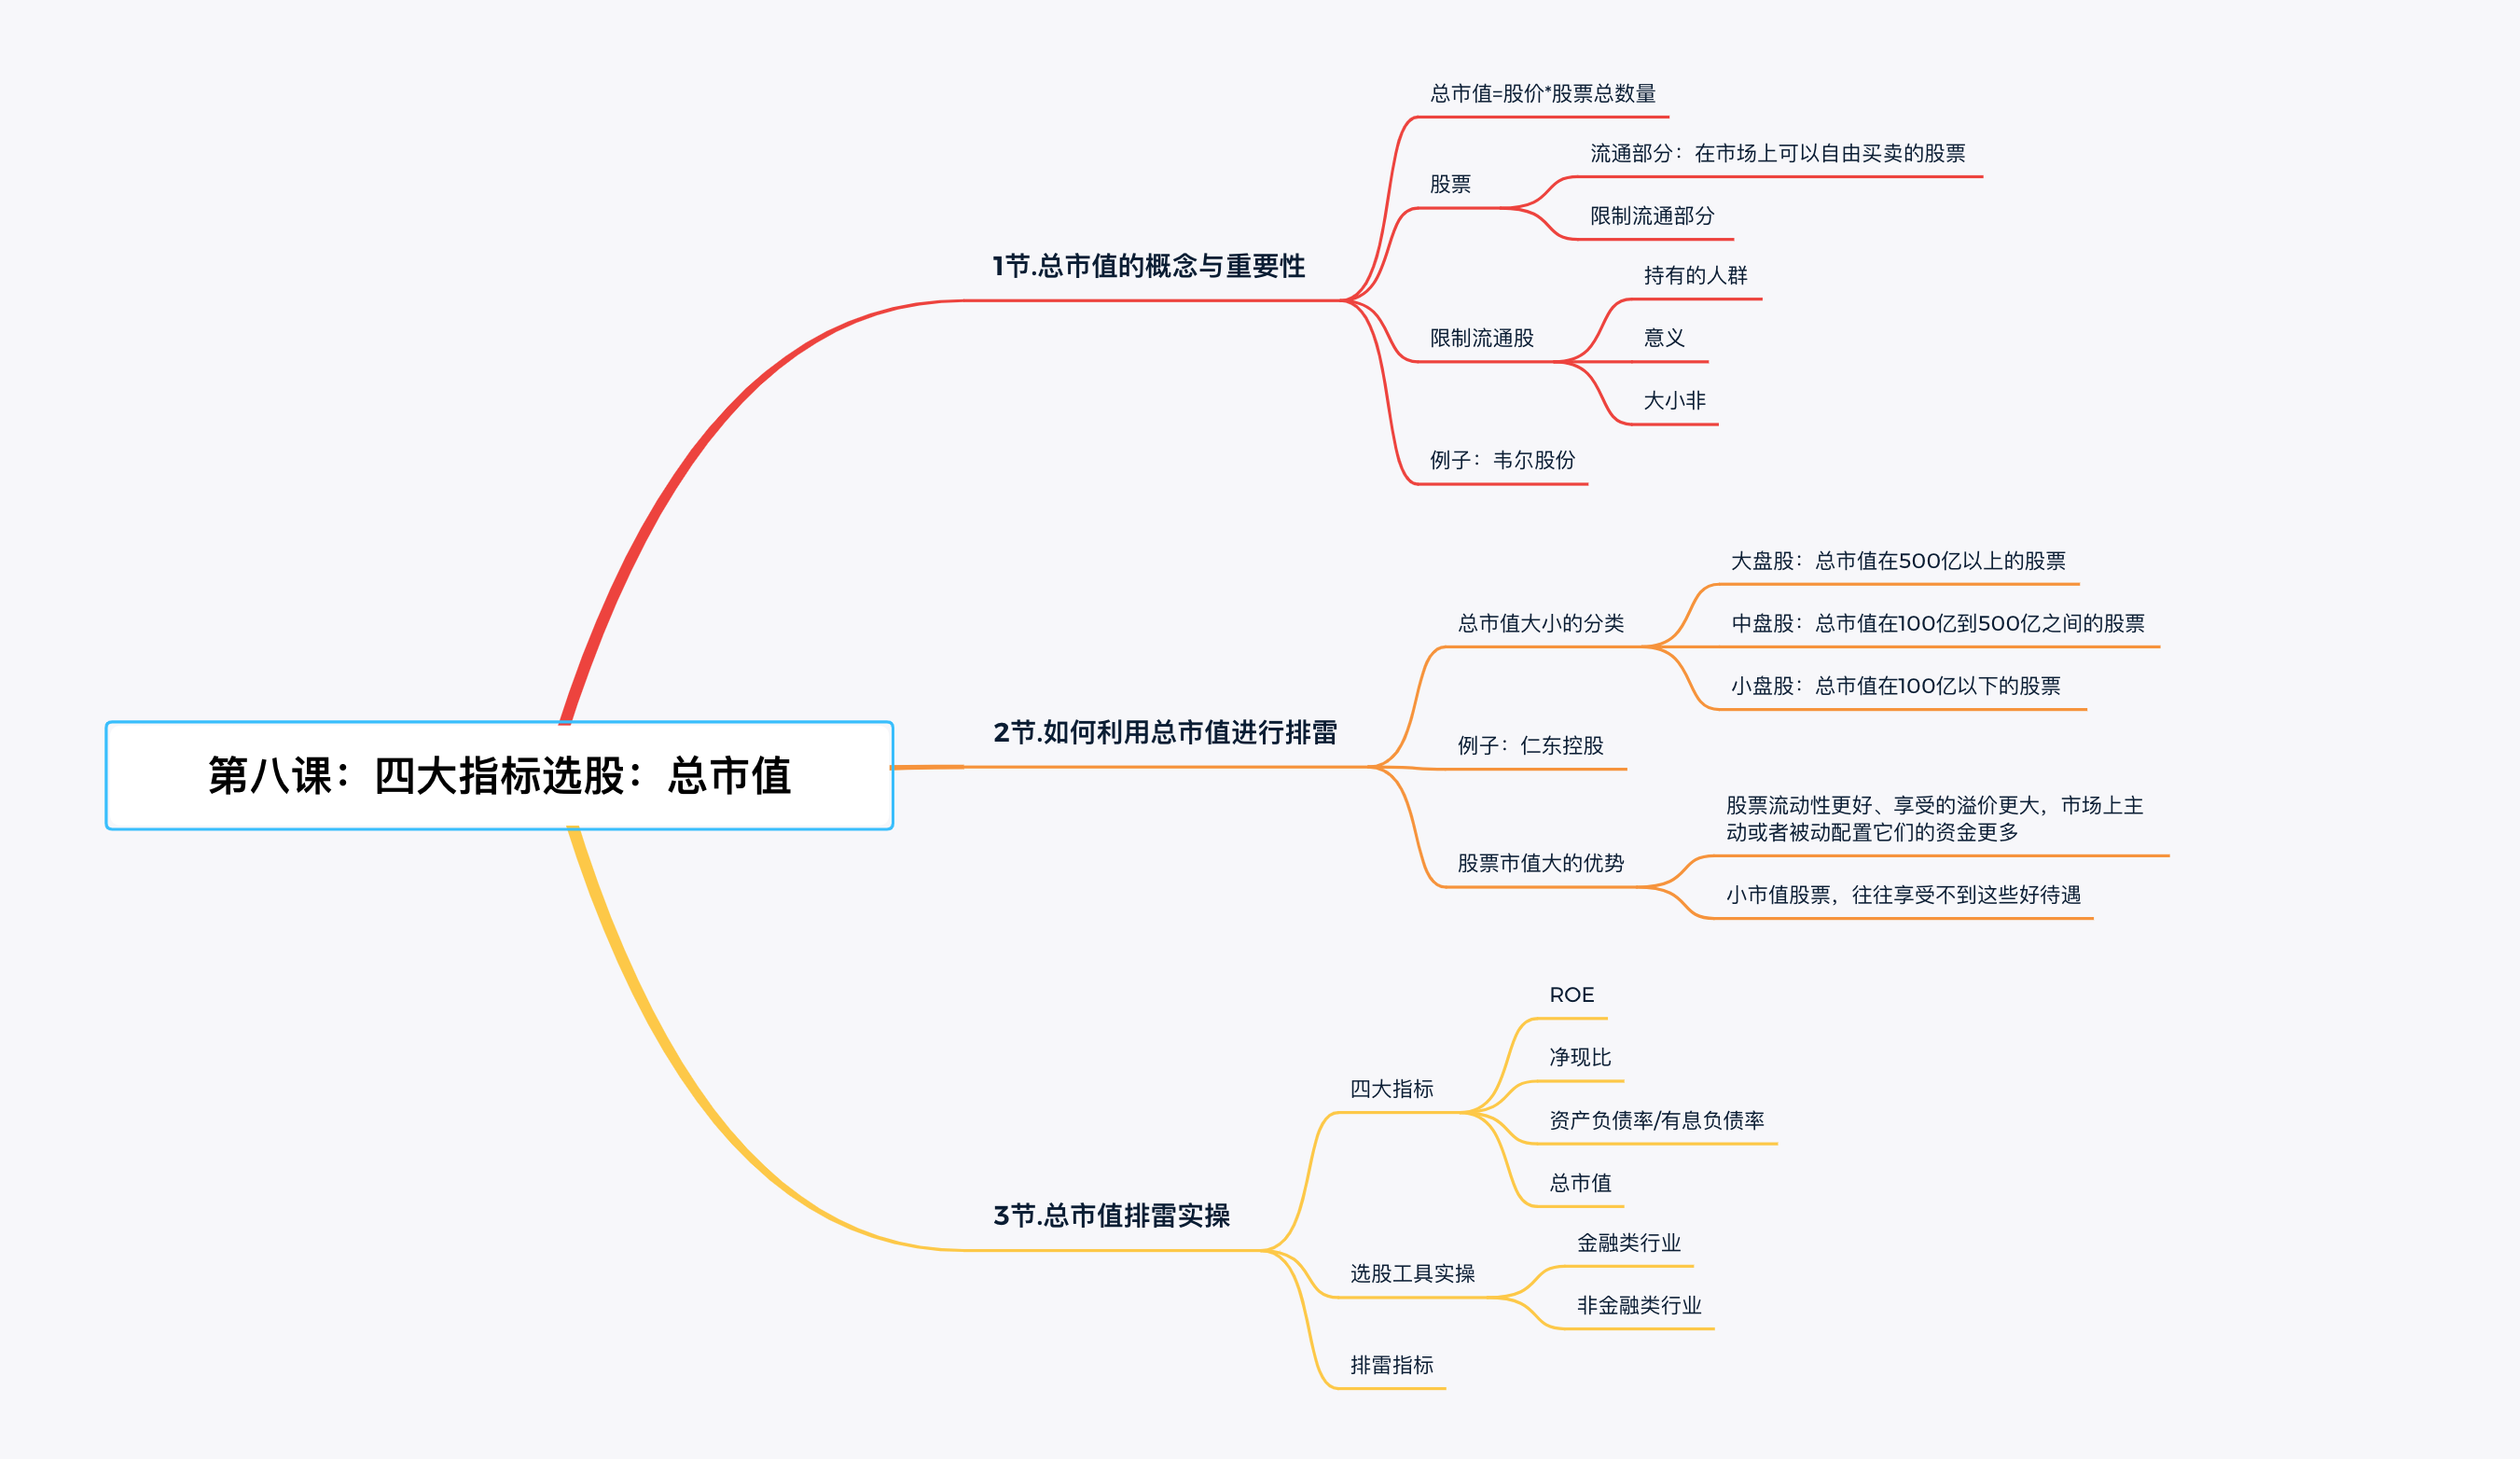 第八课：四大指标选股：总市值
1节.总市值的概念与重要性
总市值=股价*股票总数量
股票
流通部分：在市场上可以自由买卖的股票
限制流通部分
限制流通股
持有的人群
意义
大小非
例子：韦尔股份
2节.如何利用总市值进行排雷
总市值大小的分类
大盘股：总市值在500亿以上的股票
中盘股：总市值在100亿到500亿之间的股票
小盘股：总市值在100亿以下的股票
例子：仁东控股
股票市值大的优势
股票流动性更好、享受的溢价更大，市场上主
动或者被动配置它们的资金更多
小市值股票，往往享受不到这些好待遇
3节.总市值排雷实操
四大指标
ROE
净现比
资产负债率/有息负债率
总市值
选股工具实操
金融类行业
非金融类行业
排雷指标